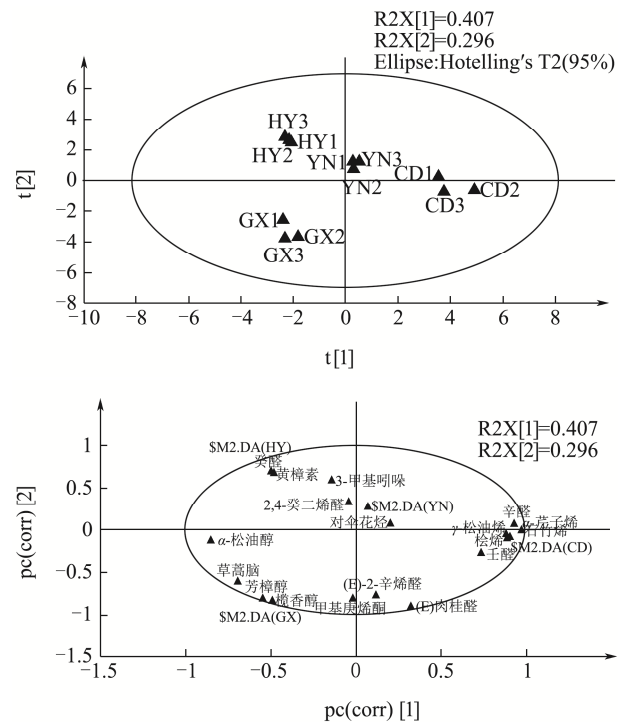 R2X[1]=0.407
R2X[2]=0.296
Ellipse:Hotelling's T2(95%)
6
4
2
0
−2
−4
−6
−8
t[2]
HY3
HY1
HY2
YN1
YN3
YN2
CD1
CD2
CD3
GX1
GX2
GX3
−10
−8
−6
−4
−2
0
2
4
6
8
t[1]
R2X[1]=0.407
R2X[2]=0.296
1
0.5
0
−0.5
−1
−1.5
pc(corr) [2]
$M2.DA(HY)
癸醛
黄樟素
3-甲基吲哚
2,4-癸二烯醛
$M2.DA(YN)
对伞花烃
辛醛
γ-松油烯
石竹烯
桧烯
$M2.DA(CD)
壬醛
α-松油醇
草蒿脑
芳樟醇
榄香醇
$M2.DA(GX)
(E)-2-辛烯醛
甲基庚烯酮
(E)肉桂醛
−1.5
−1
−0.5
0
0.5
1
pc(corr) [1]